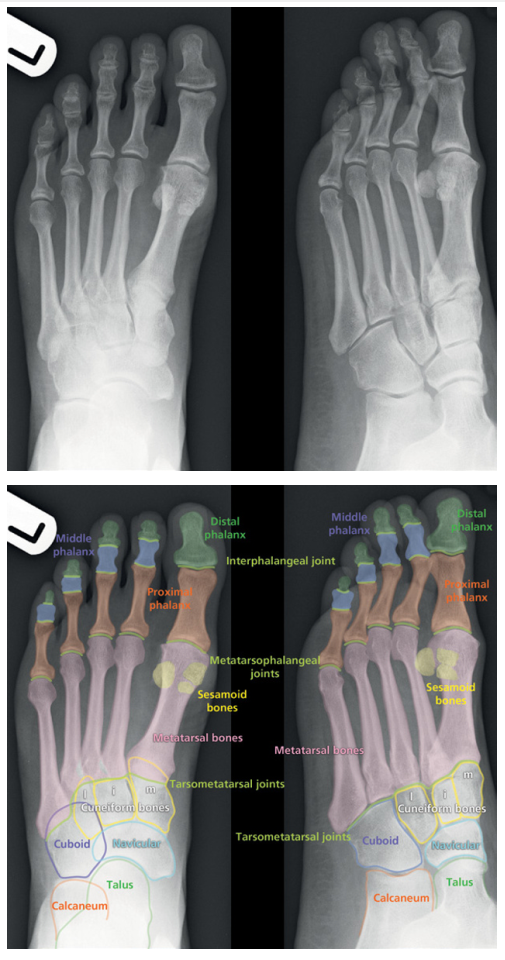 L
L
Middle
phalanx
Distal
phalanx
Interphalangeal joint
Proximal
phalanx
Metatarsophalangeal
joints
Sesamoid
bones
Metatarsal bones
Tarsometatarsal joints
l
i
m
Cuneiform bones
Cuboid
Navicular
Talus
Calcaneum
Middle
phalanx
Distal
phalanx
Proximal
phalanx
Sesamoid
bones
Metatarsal bones
m
l
i
Cuneiform bones
Tarsometatarsal joints
Cuboid
Navicular
Talus
Calcaneum